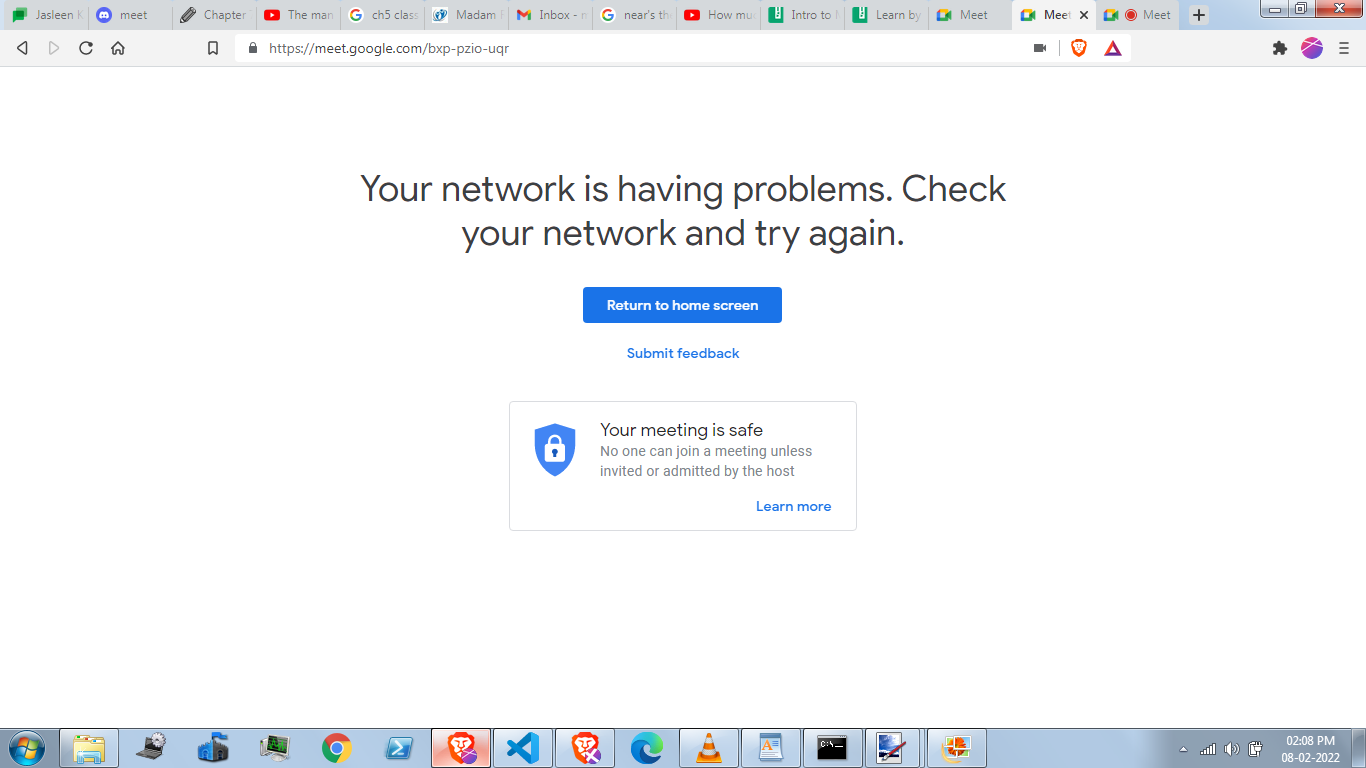 Jasleen K
meet
Chapter
The man
ch5 class
Madam F
Inbox - n
near's the
How mu
Intro to N
Learn by
Meet
Meet
Meet
https://meet.google.com/bxp-pzio-uqr
Your network is having problems. Check
your network and try again.
Return to home screen
Submit feedback
Your meeting is safe
No one can join a meeting unless
invited or admitted by the host
Learn more
C:\_
02:08 PM
08-02-2022